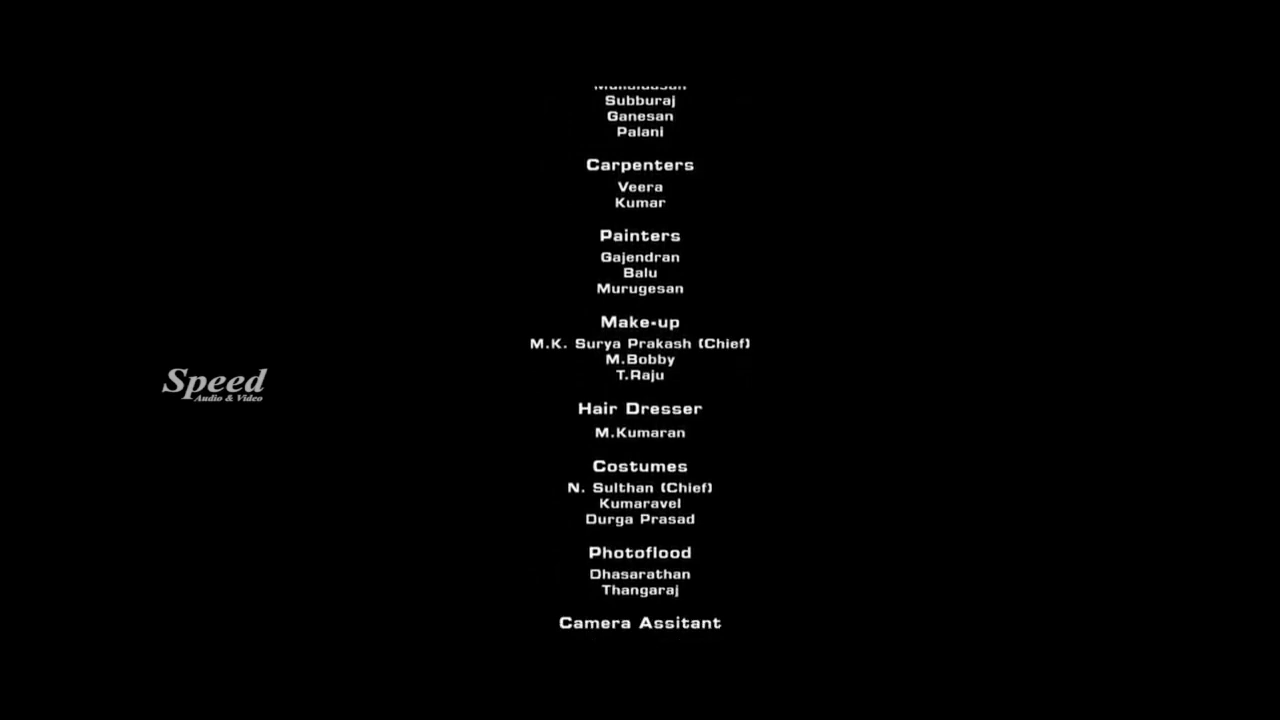 Subburaj
Ganesan
Palani
Carpenters
Veera
Kumar
Painters
Gajendran
Balu
Murugesan
Make-up
M.K. Surya Prakash (Chief)
M.Bobby
T.Raju
Speed
Audio & Video
Hair Dresser
M.Kumaran
Costumes
N. Sulthan (Chief)
Kumaravel
Durga Prasad
Photoflood
Dhasarathan
Thangaraj
Camera Assitant